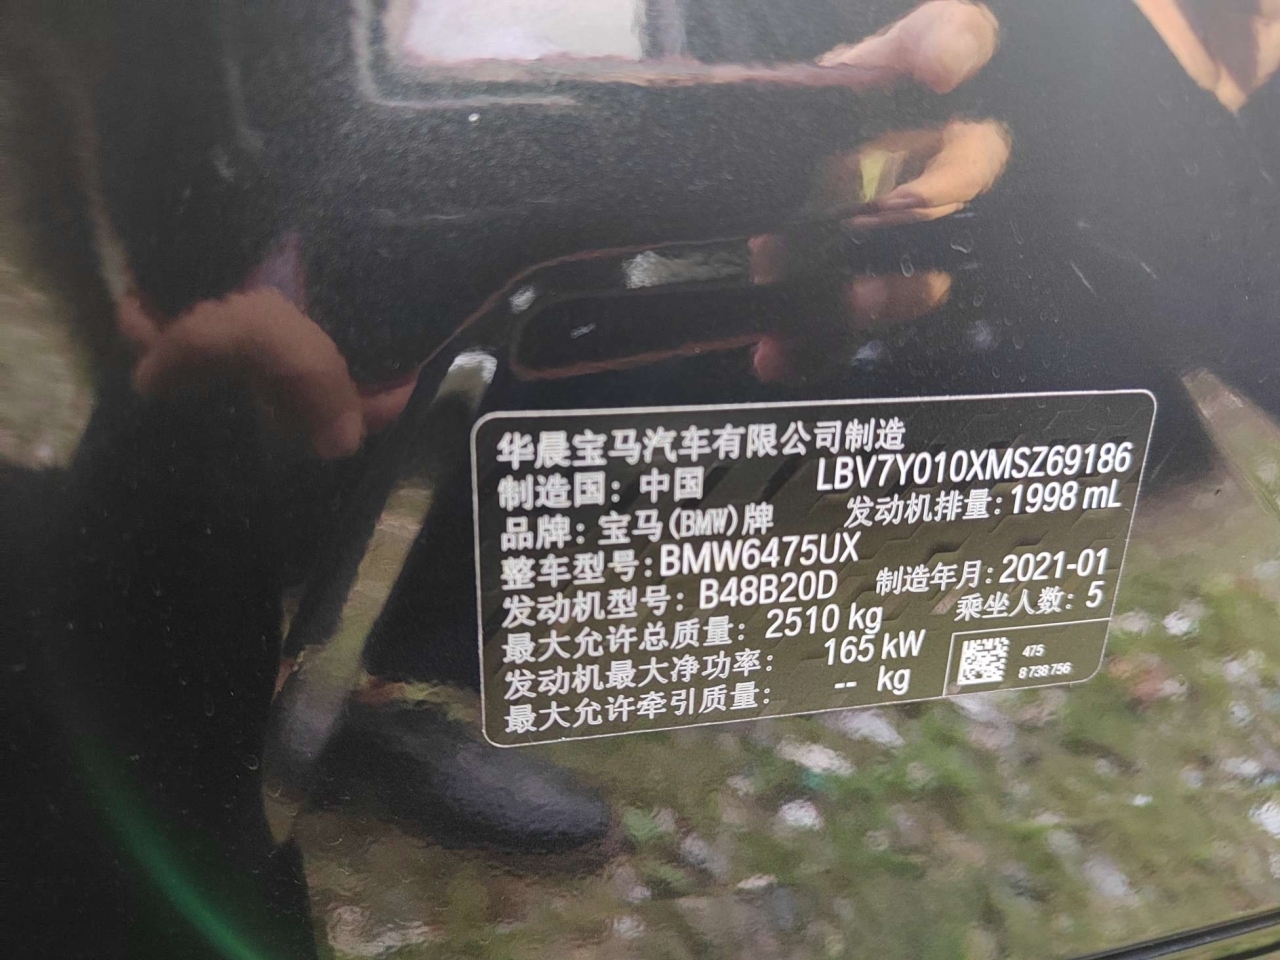 华晨宝马汽车有限公司制造
制造国：中国 LBV7Y010XMSZ69186
品牌：宝马(BMW)牌 发动机排量：1998 mL
整车型号：BMW6475UX
发动机型号：B48B20D 制造年月：2021-01
最大允许总质量：2510 kg 乘坐人数：5
发动机最大净功率：165 kW
最大允许牵引质量：-- kg
475
8 738 756